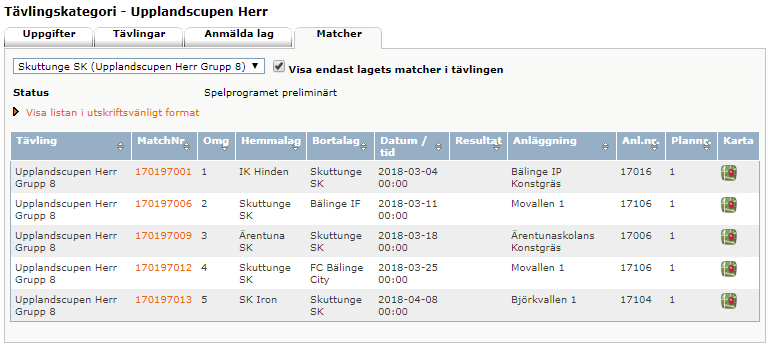 Tävlingskategori - Upplandscupen Herr
Uppgifter Tävlingar Anmälda lag Matcher
Skuttunge SK (Upplandscupen Herr Grupp 8) Visa endast lagets matcher i tävlingen
Status Spelprogramet preliminärt
Visa listan i utskriftsvänligt format
Tävling MatchNr. Omg Hemmalag Bortalag Datum / tid Resultat Anläggning Anl.nr. Plannr. Karta
Upplandscupen Herr Grupp 8 170197001 1 IK Hinden Skuttunge SK 2018-03-04 00:00 Bälinge IP Konstgräs 17016 1
Upplandscupen Herr Grupp 8 170197006 2 Skuttunge SK Bälinge IF 2018-03-11 00:00 Movallen 1 17106 1
Upplandscupen Herr Grupp 8 170197009 3 Ärentuna SK Skuttunge SK 2018-03-18 00:00 Ärentunaskolans Konstgräs 17006 1
Upplandscupen Herr Grupp 8 170197012 4 Skuttunge SK FC Bälinge City 2018-03-25 00:00 Movallen 1 17106 1
Upplandscupen Herr Grupp 8 170197013 5 SK Iron Skuttunge SK 2018-04-08 00:00 Björkvallen 1 17104 1